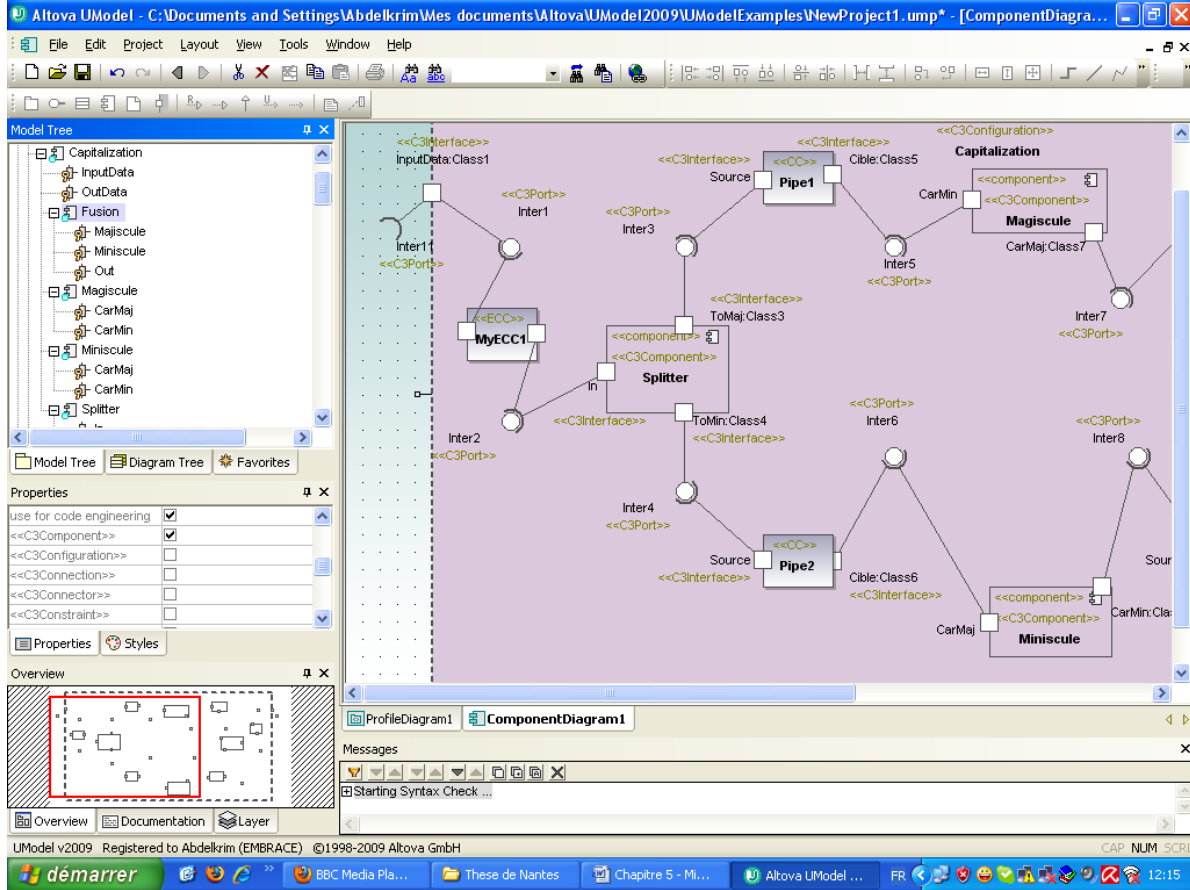 Altova UModel - C:\Documents and Settings\Abdelkrim\Mes documents\Altova\UModel2009\UModelExamples\NewProject1.ump* - [ComponentDiagra...
File Edit Project Layout View Tools Window Help
Model Tree
Capitalization
InputData
OutData
Fusion
Majiscule
Miniscule
Out
Magiscule
CarMaj
CarMin
Miniscule
CarMaj
CarMin
Splitter
Model Tree Diagram Tree Favorites
Properties
use for code engineering
<<C3Component>>
<<C3Configuration>>
<<C3Connection>>
<<C3Connector>>
<<C3Constraint>>
Properties Styles
Overview
Overview Documentation Layer
<<C3Interface>>
InputData:Class1
Inter11
<<C3Port>>
<<C3Port>>
Inter1
<<ECC>>
MyECC1
Inter2
<<C3Port>>
<<C3Port>>
Inter3
<<C3Interface>>
Source
<<CC>>
Pipe1
<<C3Interface>>
Cible:Class5
<<C3Configuration>>
Capitalization
CarMin
<<component>>
<<C3Component>>
Magiscule
CarMaj:Class7
Inter5
<<C3Port>>
Inter7
<<C3Port>>
<<C3Interface>>
ToMaj:Class3
<<component>>
<<C3Component>>
Splitter
In
<<C3Interface>>
ToMin:Class4
<<C3Interface>>
<<C3Port>>
Inter6
<<C3Port>>
Inter8
Inter4
<<C3Port>>
Source
<<C3Interface>>
<<CC>>
Pipe2
Cible:Class6
<<C3Interface>>
Sour
<<component>>
<<C3Component>>
Miniscule
CarMaj
CarMin:Cla
ProfileDiagram1 ComponentDiagram1
Messages
Starting Syntax Check ...
UModel v2009 Registered to Abdelkrim (EMBRACE) ©1998-2009 Altova GmbH CAP NUM SCRL
démarrer BBC Media Pla... These de Nantes Chapitre 5 - Mi... Altova UModel ... FR 12:15